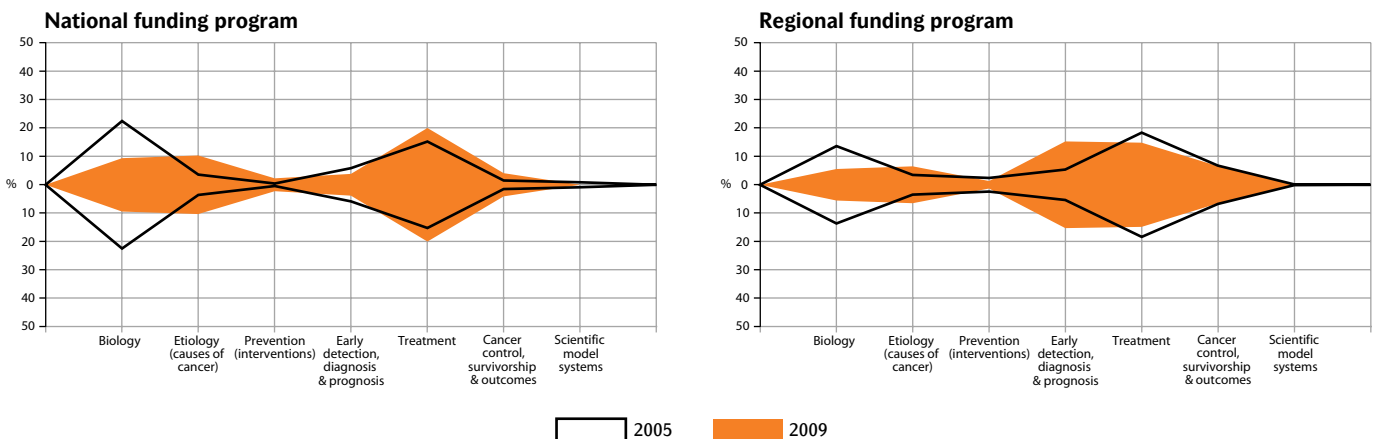 National funding program
50
40
30
20
10
% 0
10
20
30
40
50
Biology
Etiology
(causes of
cancer)
Prevention
(interventions)
Early
detection,
diagnosis
& prognosis
Treatment
Cancer
control,
survivorship
& outcomes
Scientific
model
systems
Regional funding program
50
40
30
20
10
% 0
10
20
30
40
50
Biology
Etiology
(causes of
cancer)
Prevention
(interventions)
Early
detection,
diagnosis
& prognosis
Treatment
Cancer
control,
survivorship
& outcomes
Scientific
model
systems
2005
2009